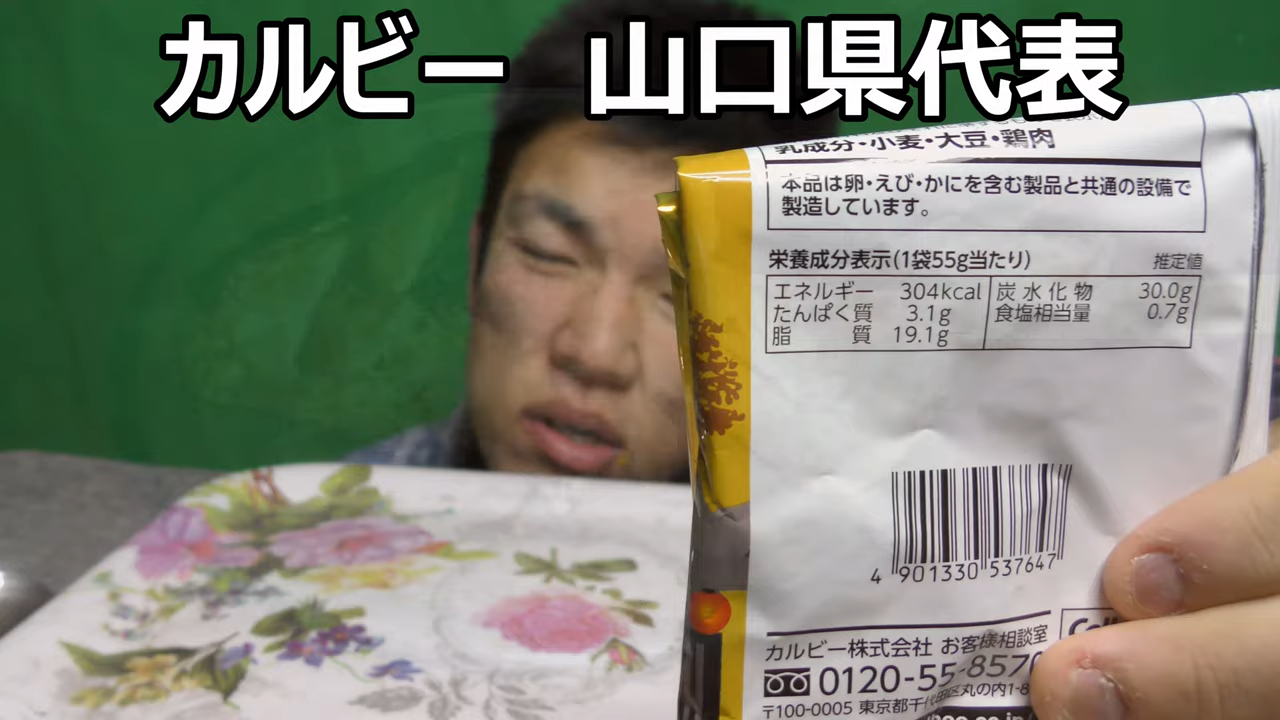 カルビー 山口県代表
乳成分・小麦・大豆・鶏肉
本品は卵・えび・かにを含む製品と共通の設備で
製造しています。
栄養成分表示(1袋55g当たり) 推定値
エネルギー 304kcal 炭水化物 30.0g
たんぱく質 3.1g 食塩相当量 0.7g
脂質 19.1g
4 901330 537647
カルビー株式会社 お客様相談室
0120-55-8570
〒100-0005 東京都千代田区丸の内1-8